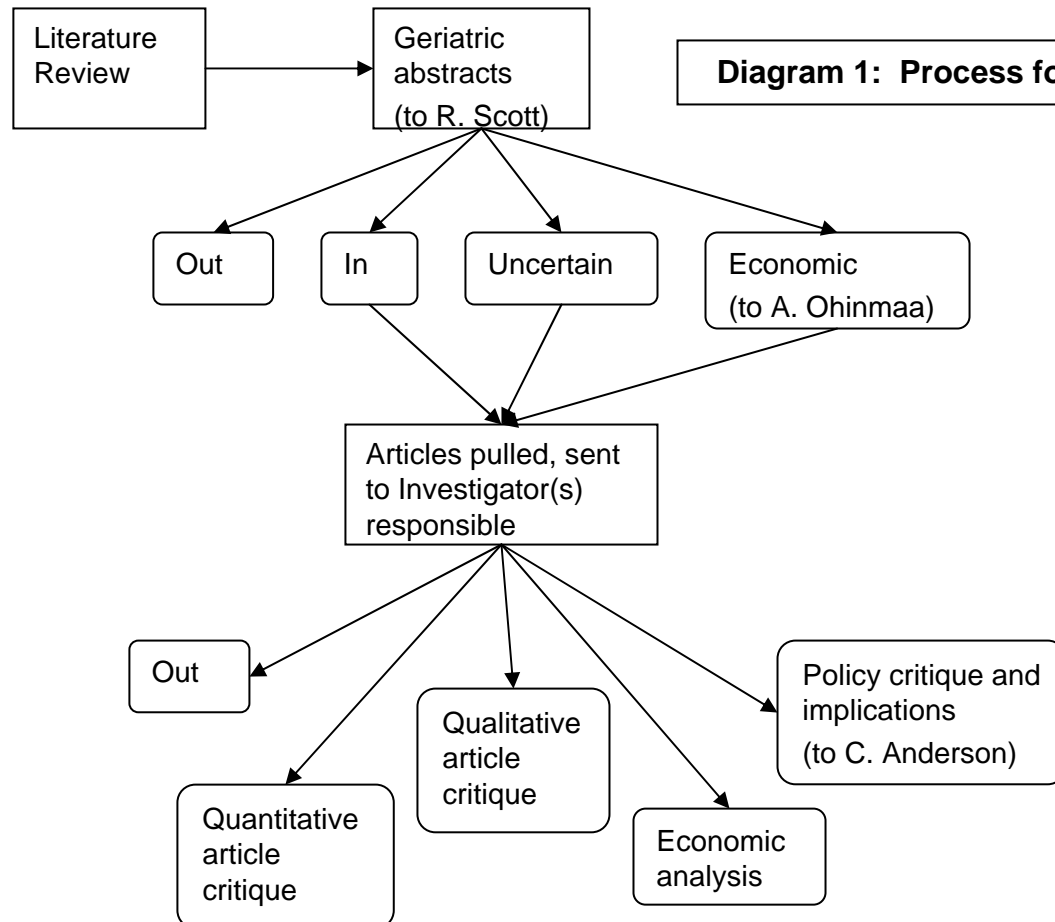 Literature
Review
Geriatric
abstracts
(to R. Scott)
Diagram 1: Process fo
Out
In
Uncertain
Economic
(to A. Ohinmaa)
Articles pulled, sent
to Investigator(s)
responsible
Out
Qualitative
article
critique
Policy critique and
implications
(to C. Anderson)
Quantitative
article
critique
Economic
analysis